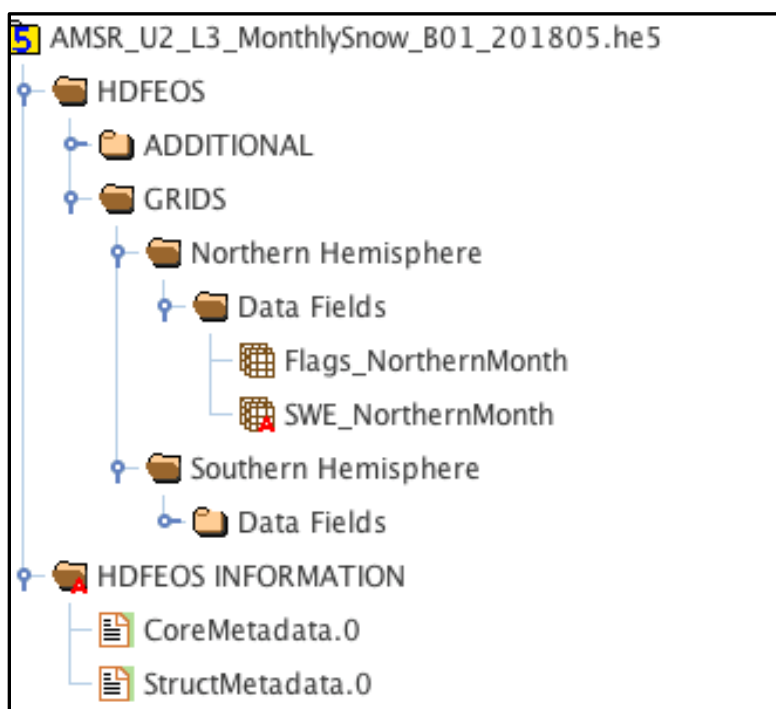 AMSR_U2_L3_MonthlySnow_B01_201805.he5
HDFEOS
ADDITIONAL
GRIDS
Northern Hemisphere
Data Fields
Flags_NorthernMonth
SWE_NorthernMonth
Southern Hemisphere
Data Fields
HDFEOS INFORMATION
CoreMetadata.0
StructMetadata.0